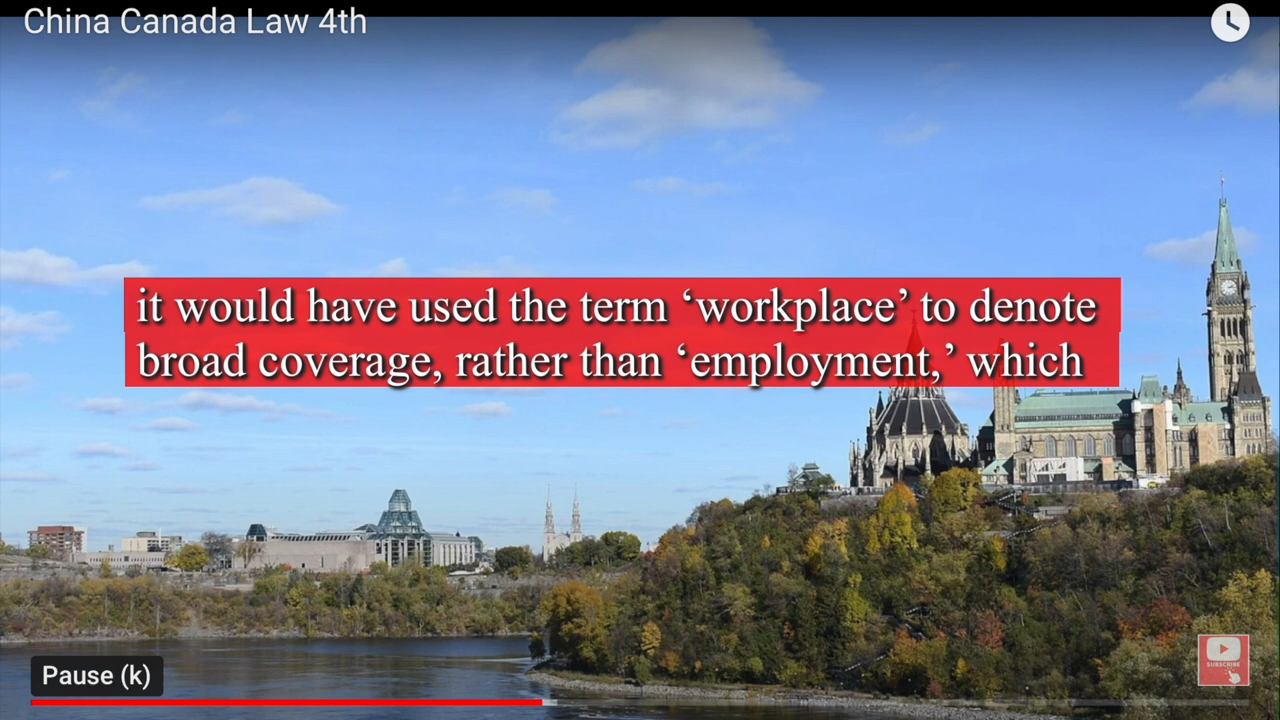 China Canada Law 4th
it would have used the term ‘workplace’ to denote
broad coverage, rather than ‘employment,’ which
Pause (k)
SUBSCRIBE